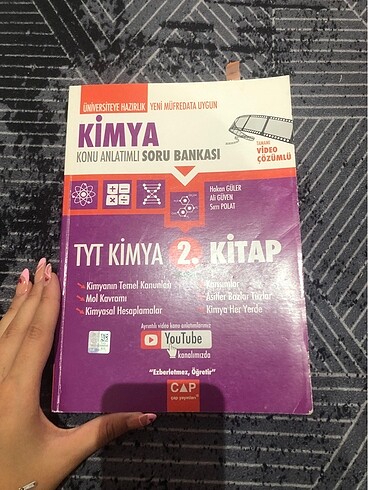 ÜNİVERSİTEYE HAZIRLIK YENİ MÜFREDATA UYGUN
KİMYA
KONU ANLATIMLI SORU BANKASI
TAMAMI
VİDEO
ÇÖZÜMLÜ
Hakan GÜLER
Ali GÜVEN
Sırrı POLAT
TYT KİMYA 2. KİTAP
Kimyanın Temel Kanunları
Mol Kavramı
Kimyasal Hesaplamalar
Karışımlar
Asitler Bazlar Tuzlar
Kimya Her Yerde
Ayrıntılı video konu anlatımlarımız
YouTube
kanalımızda
"Ezberletmez, Öğretir"
CAP
çap yayınları